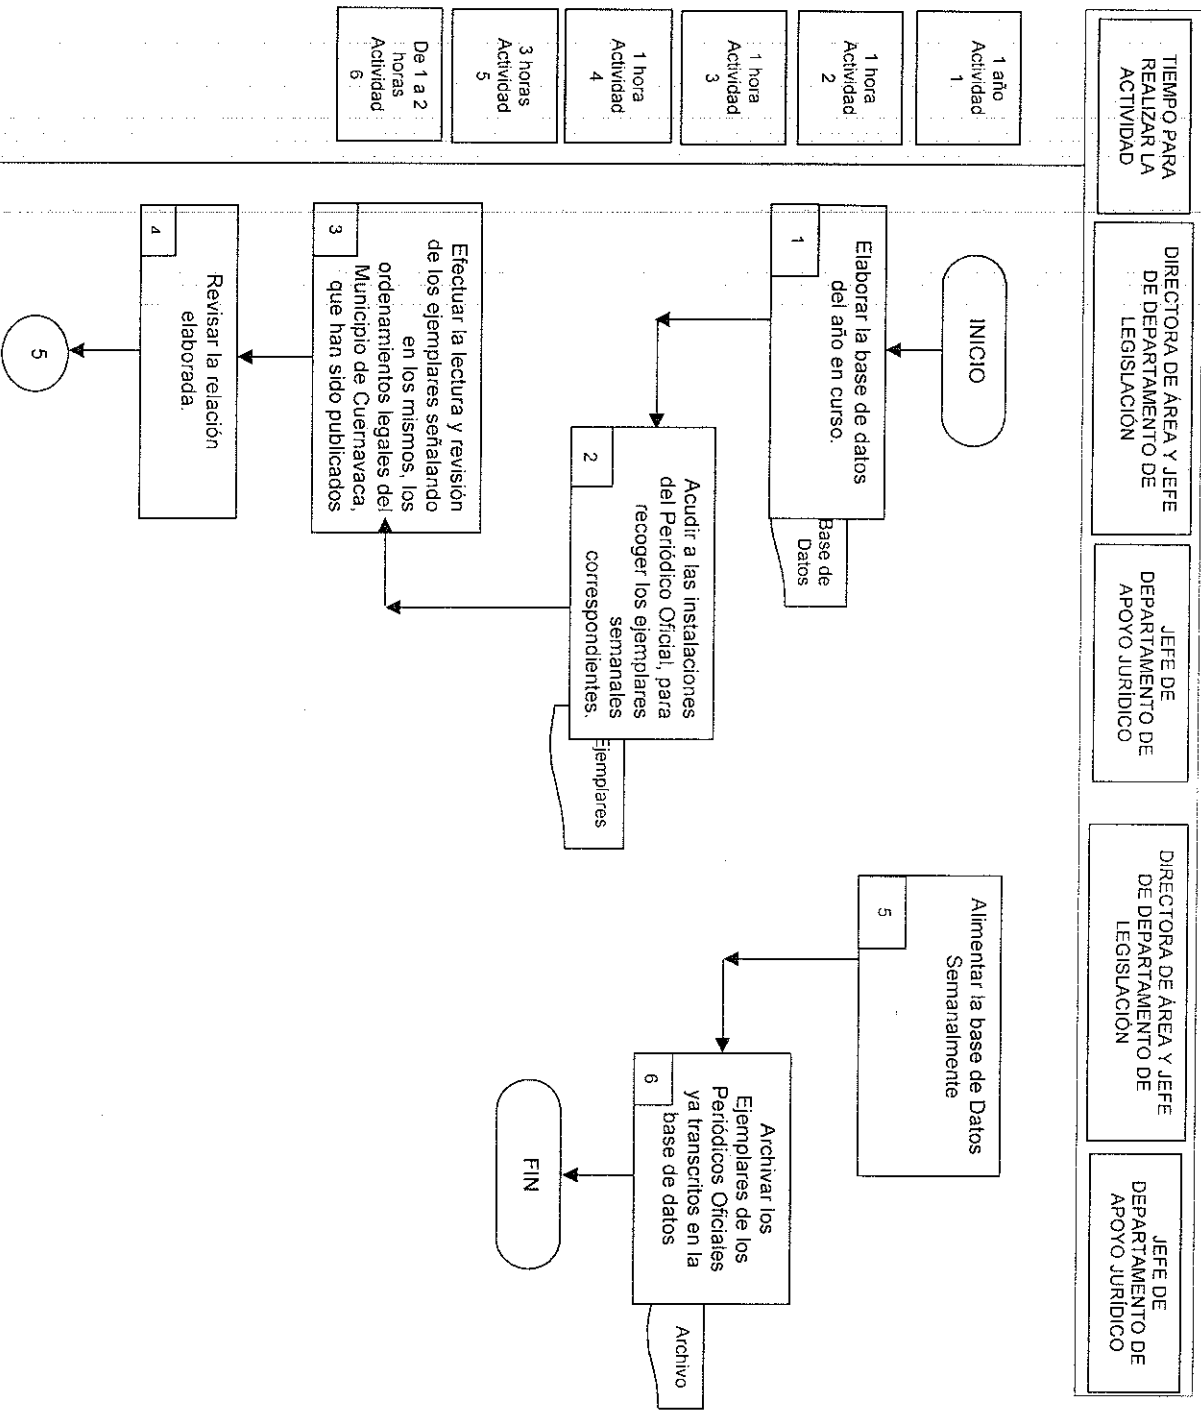 TIEMPO PARA
REALIZAR LA
ACTIVIDAD
DIRECTORA DE ÁREA Y JEFE
DE DEPARTAMENTO DE
LEGISLACIÓN
JEFE DE
DEPARTAMENTO DE
APOYO JURÍDICO
DIRECTORA DE ÁREA Y JEFE
DE DEPARTAMENTO DE
LEGISLACIÓN
JEFE DE
DEPARTAMENTO DE
APOYO JURÍDICO
1 año
Actividad
1
1 hora
Actividad
2
1 hora
Actividad
3
1 hora
Actividad
4
3 horas
Actividad
5
De 1 a 2
horas
Actividad
6
INICIO
Elaborar la base de datos
del año en curso.
1
Base de
Datos
Acudir a las instalaciones
del Periódico Oficial, para
recoger los ejemplares
semanales
correspondientes.
2
Ejemplares
Efectuar la lectura y revisión
de los ejemplares señalando
en los mismos, los
ordenamientos legales del
Municipio de Cuernavaca,
que han sido publicados
3
Revisar la relación
elaborada.
4
5
Alimentar la base de Datos
Semanalmente
5
Archivar los
Ejemplares de los
Periódicos Oficiales
ya transcritos en la
base de datos
6
Archivo
FIN